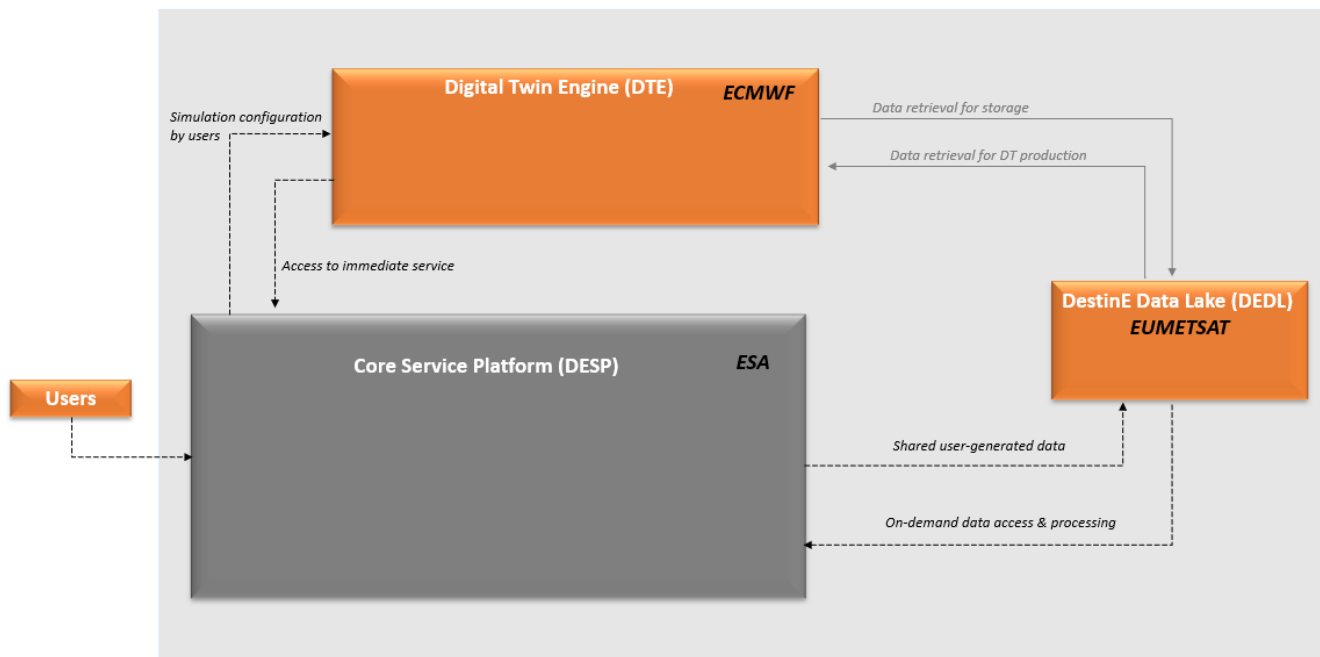 Digital Twin Engine (DTE)
ECMWF
Simulation configuration
by users
Data retrieval for storage
Data retrieval for DT production
Access to immediate service
DestinE Data Lake (DEDL)
EUMETSAT
Core Service Platform (DESP)
ESA
Users
Shared user-generated data
On-demand data access & processing